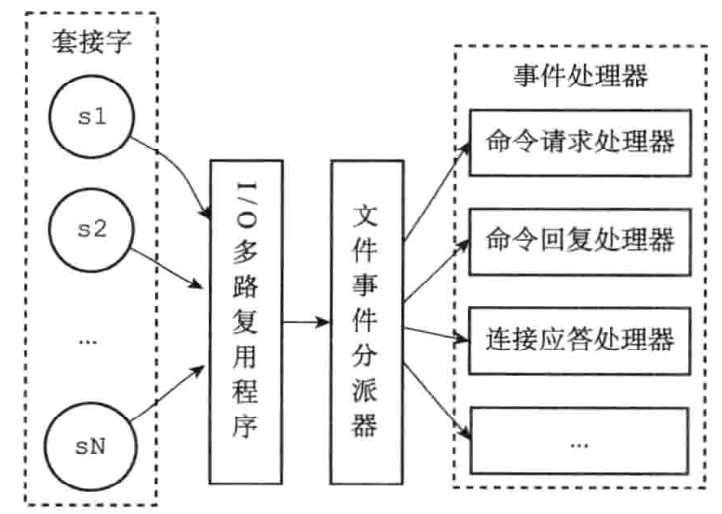 套接字
s1
s2
...
sN
I/O多路复用程序
文件事件分派器
事件处理器
命令请求处理器
命令回复处理器
连接应答处理器
...